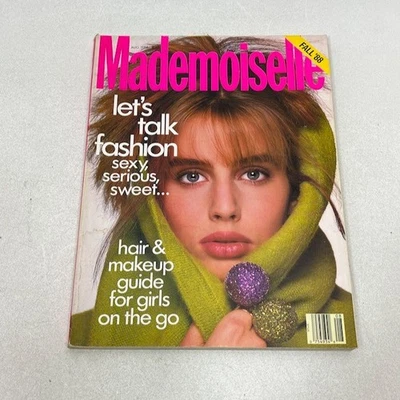 Mademoiselle
FALL '88
let's
talk
fashion
sexy,
serious,
sweet...
hair &
makeup
guide
for girls
on the go